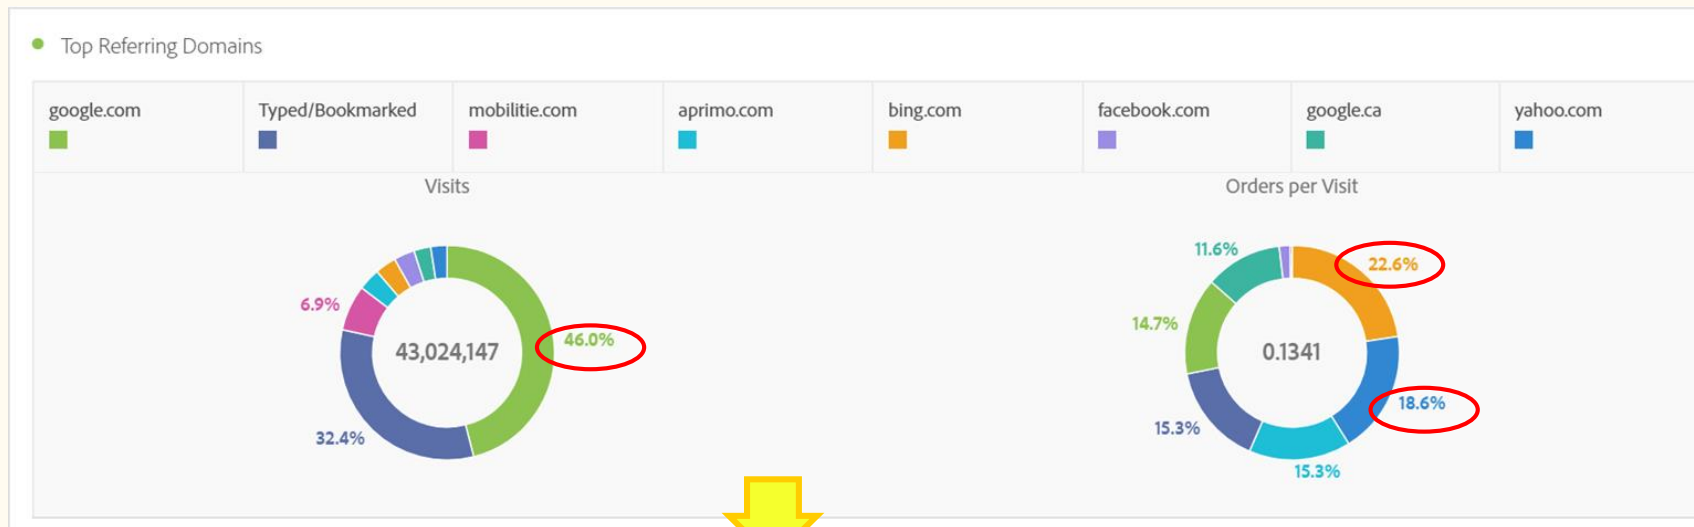 Top Referring Domains
google.com
Typed/Bookmarked
mobilitie.com
aprimo.com
bing.com
facebook.com
google.ca
yahoo.com
Visits
6.9%
43,024,147
46.0%
32.4%
Orders per Visit
11.6%
22.6%
14.7%
0.1341
18.6%
15.3%
15.3%